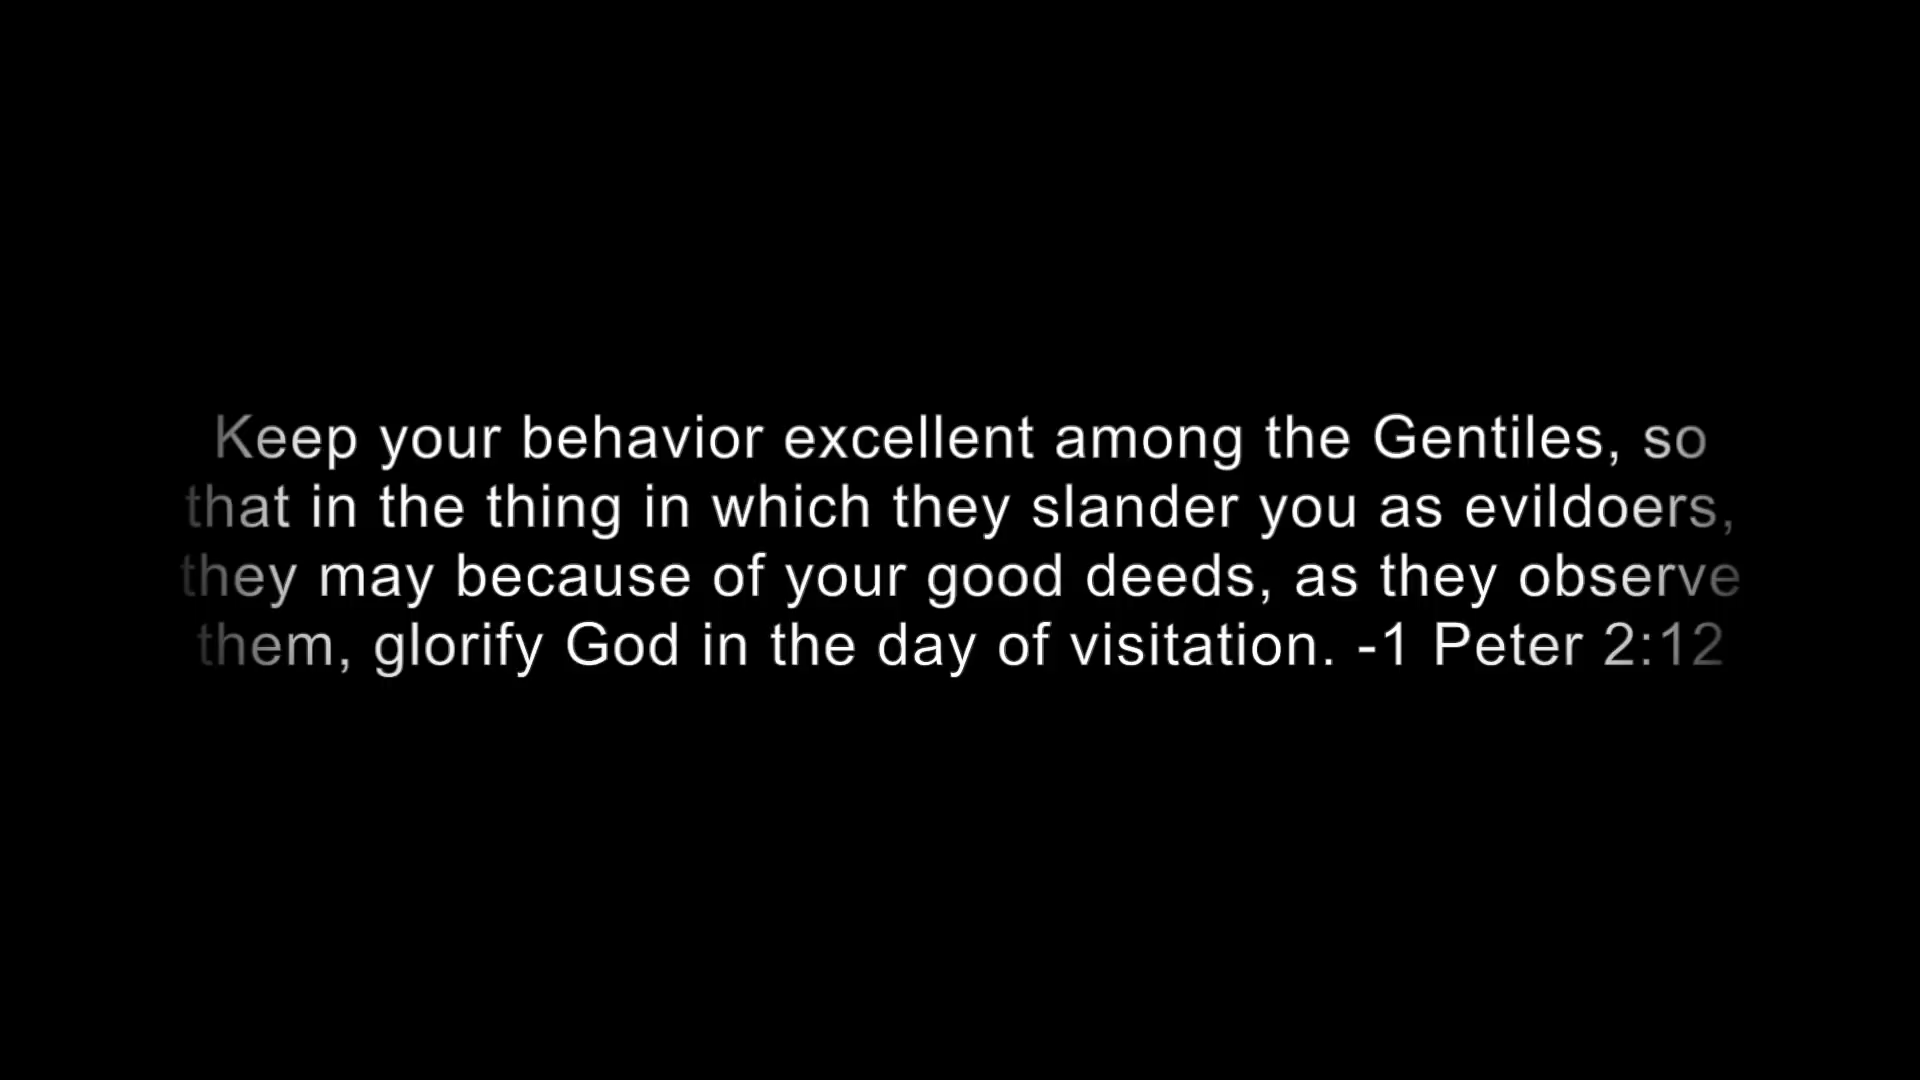 Keep your behavior excellent among the Gentiles, so
that in the thing in which they slander you as evildoers,
they may because of your good deeds, as they observe
them, glorify God in the day of visitation. -1 Peter 2:12